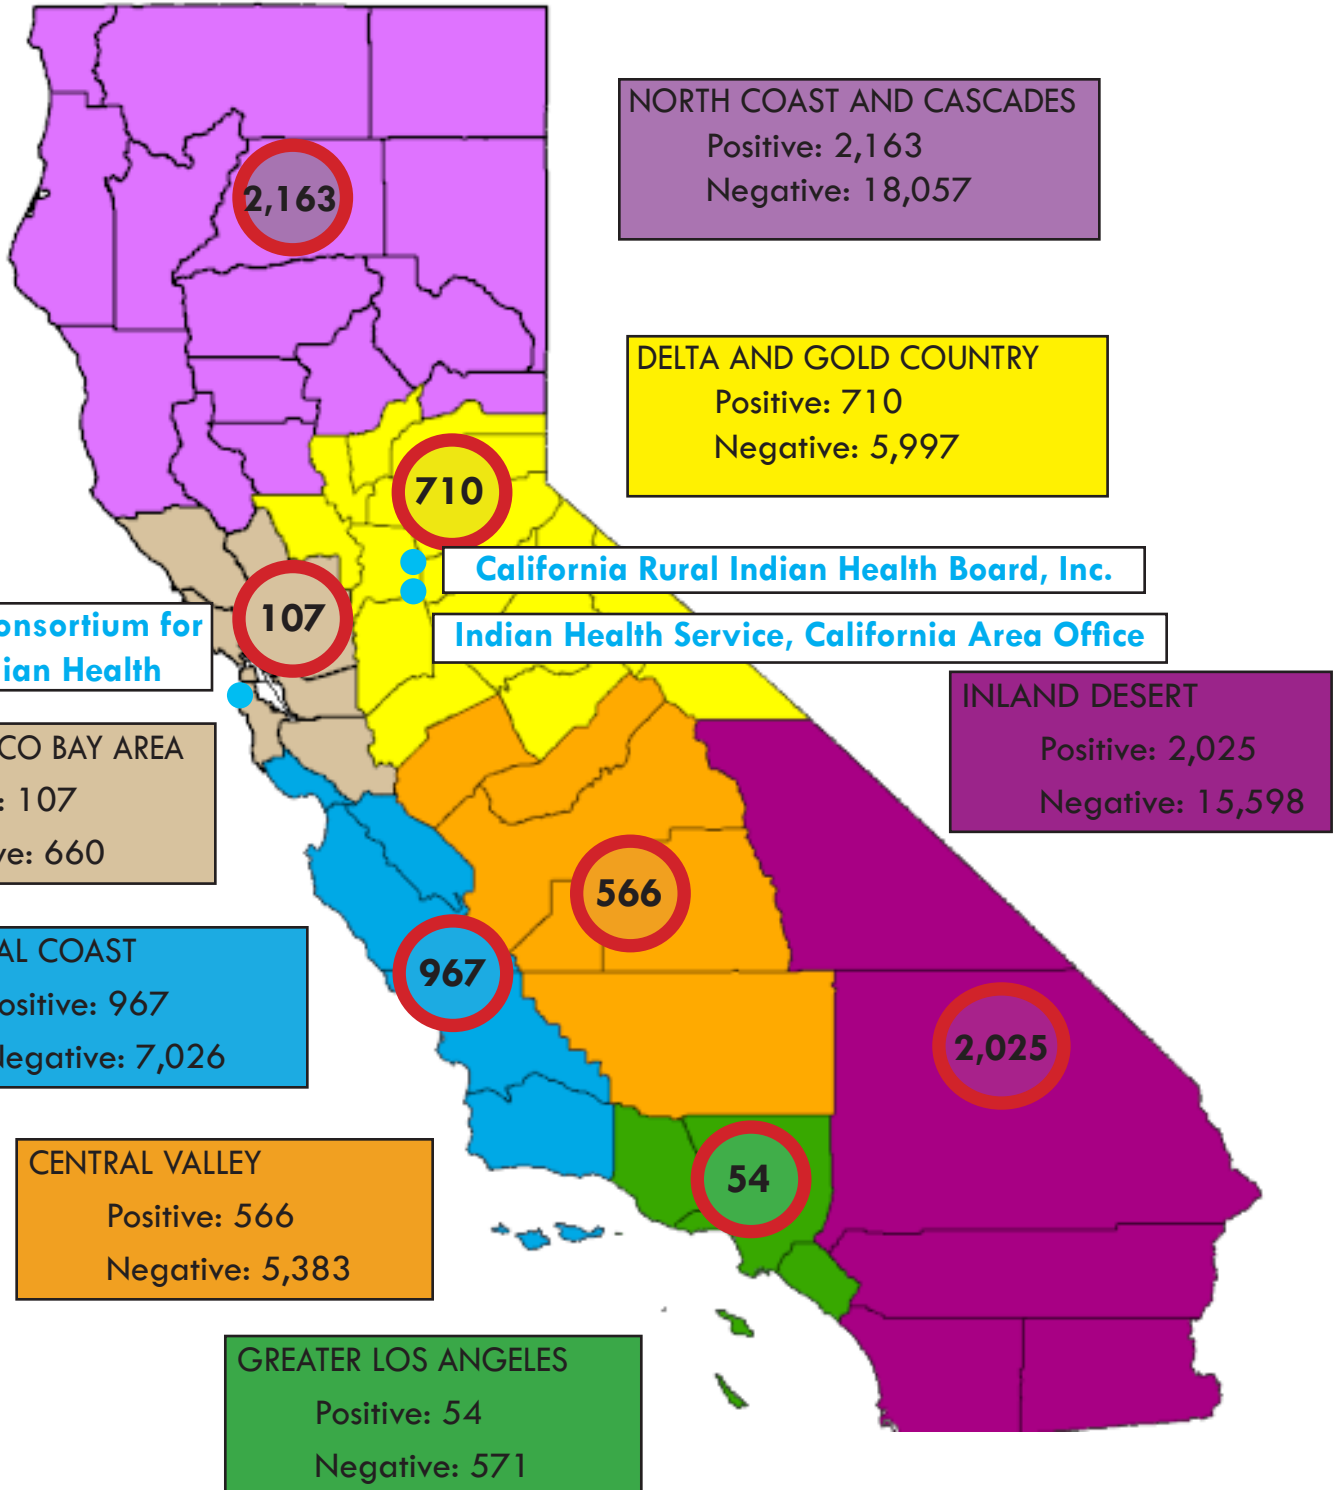 NORTH COAST AND CASCADES
Positive: 2,163
Negative: 18,057
2,163
DELTA AND GOLD COUNTRY
Positive: 710
Negative: 5,997
710
California Rural Indian Health Board, Inc.
107
onsortium for
ian Health
Indian Health Service, California Area Office
INLAND DESERT
Positive: 2,025
Negative: 15,598
CO BAY AREA
: 107
ve: 660
566
AL COAST
ositive: 967
Negative: 7,026
967
2,025
CENTRAL VALLEY
Positive: 566
Negative: 5,383
54
GREATER LOS ANGELES
Positive: 54
Negative: 571